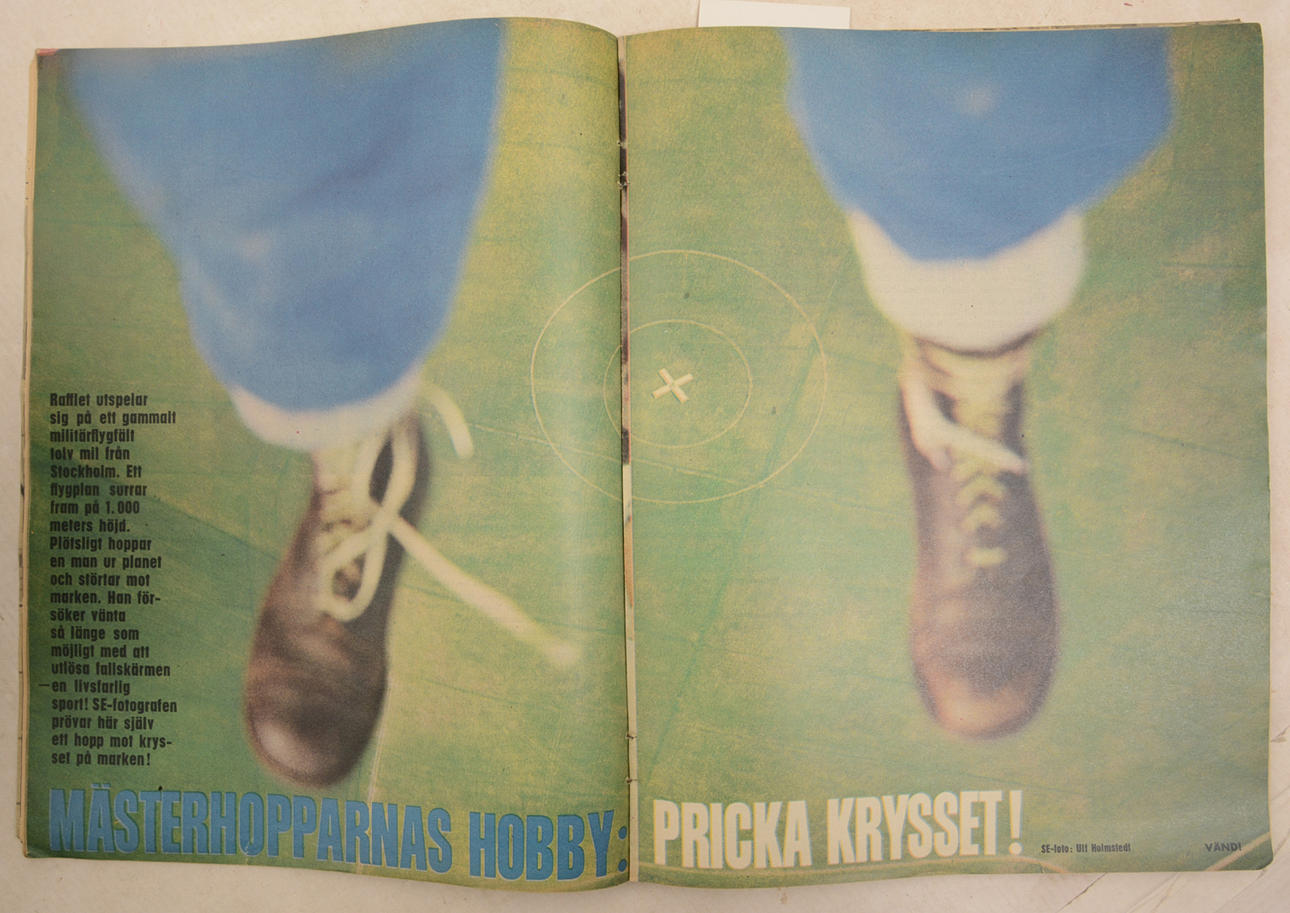 Rafflet utspelar
sig på ett gammalt
militärflygfält
tolv mil från
Stockholm. Ett
flygplan surrar
fram på 1.000
meters höjd.
Plötsligt hoppar
en man ur planet
och störtar mot
marken. Han för-
söker vänta
så länge som
möjligt med att
utlösa fallskärmen
—en livsfarlig
sport! SE-fotografen
prövar här själv
ett hopp mot krys-
set på marken!
MÄSTERHOPPARNAS HOBBY: PRICKA KRYSSET!
SE-foto: Ulf Holmstedt
VÄND!